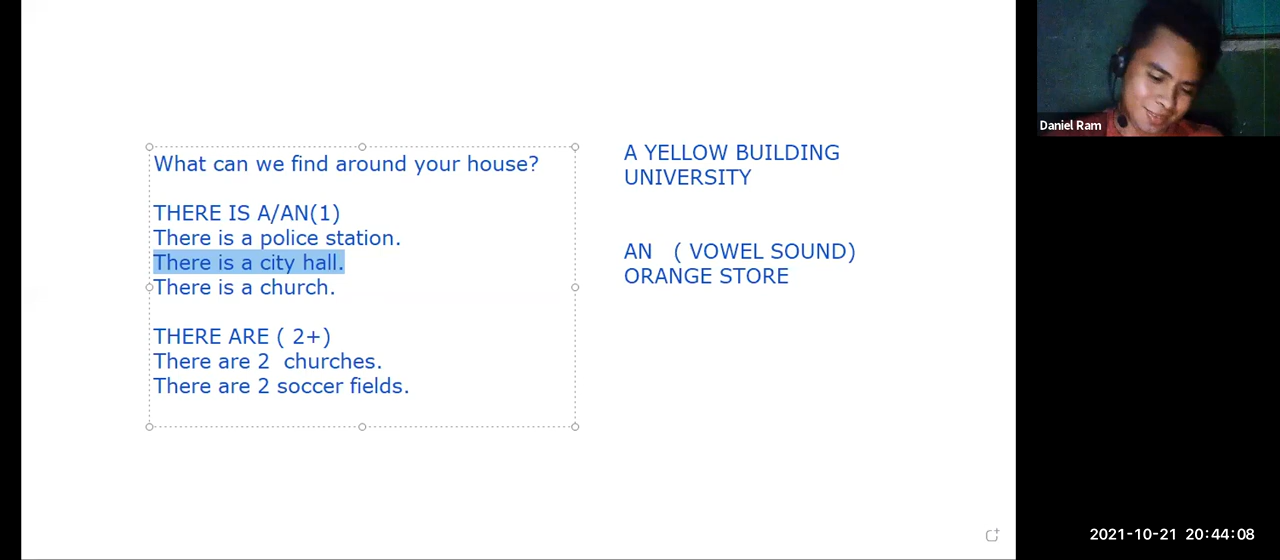 What can we find around your house?
THERE IS A/AN(1)
There is a police station.
There is a city hall.
There is a church.
THERE ARE ( 2+)
There are 2  churches.
There are 2 soccer fields.
A YELLOW BUILDING
UNIVERSITY
AN   ( VOWEL SOUND)
ORANGE STORE
Daniel Ram
2021-10-21  20:44:08